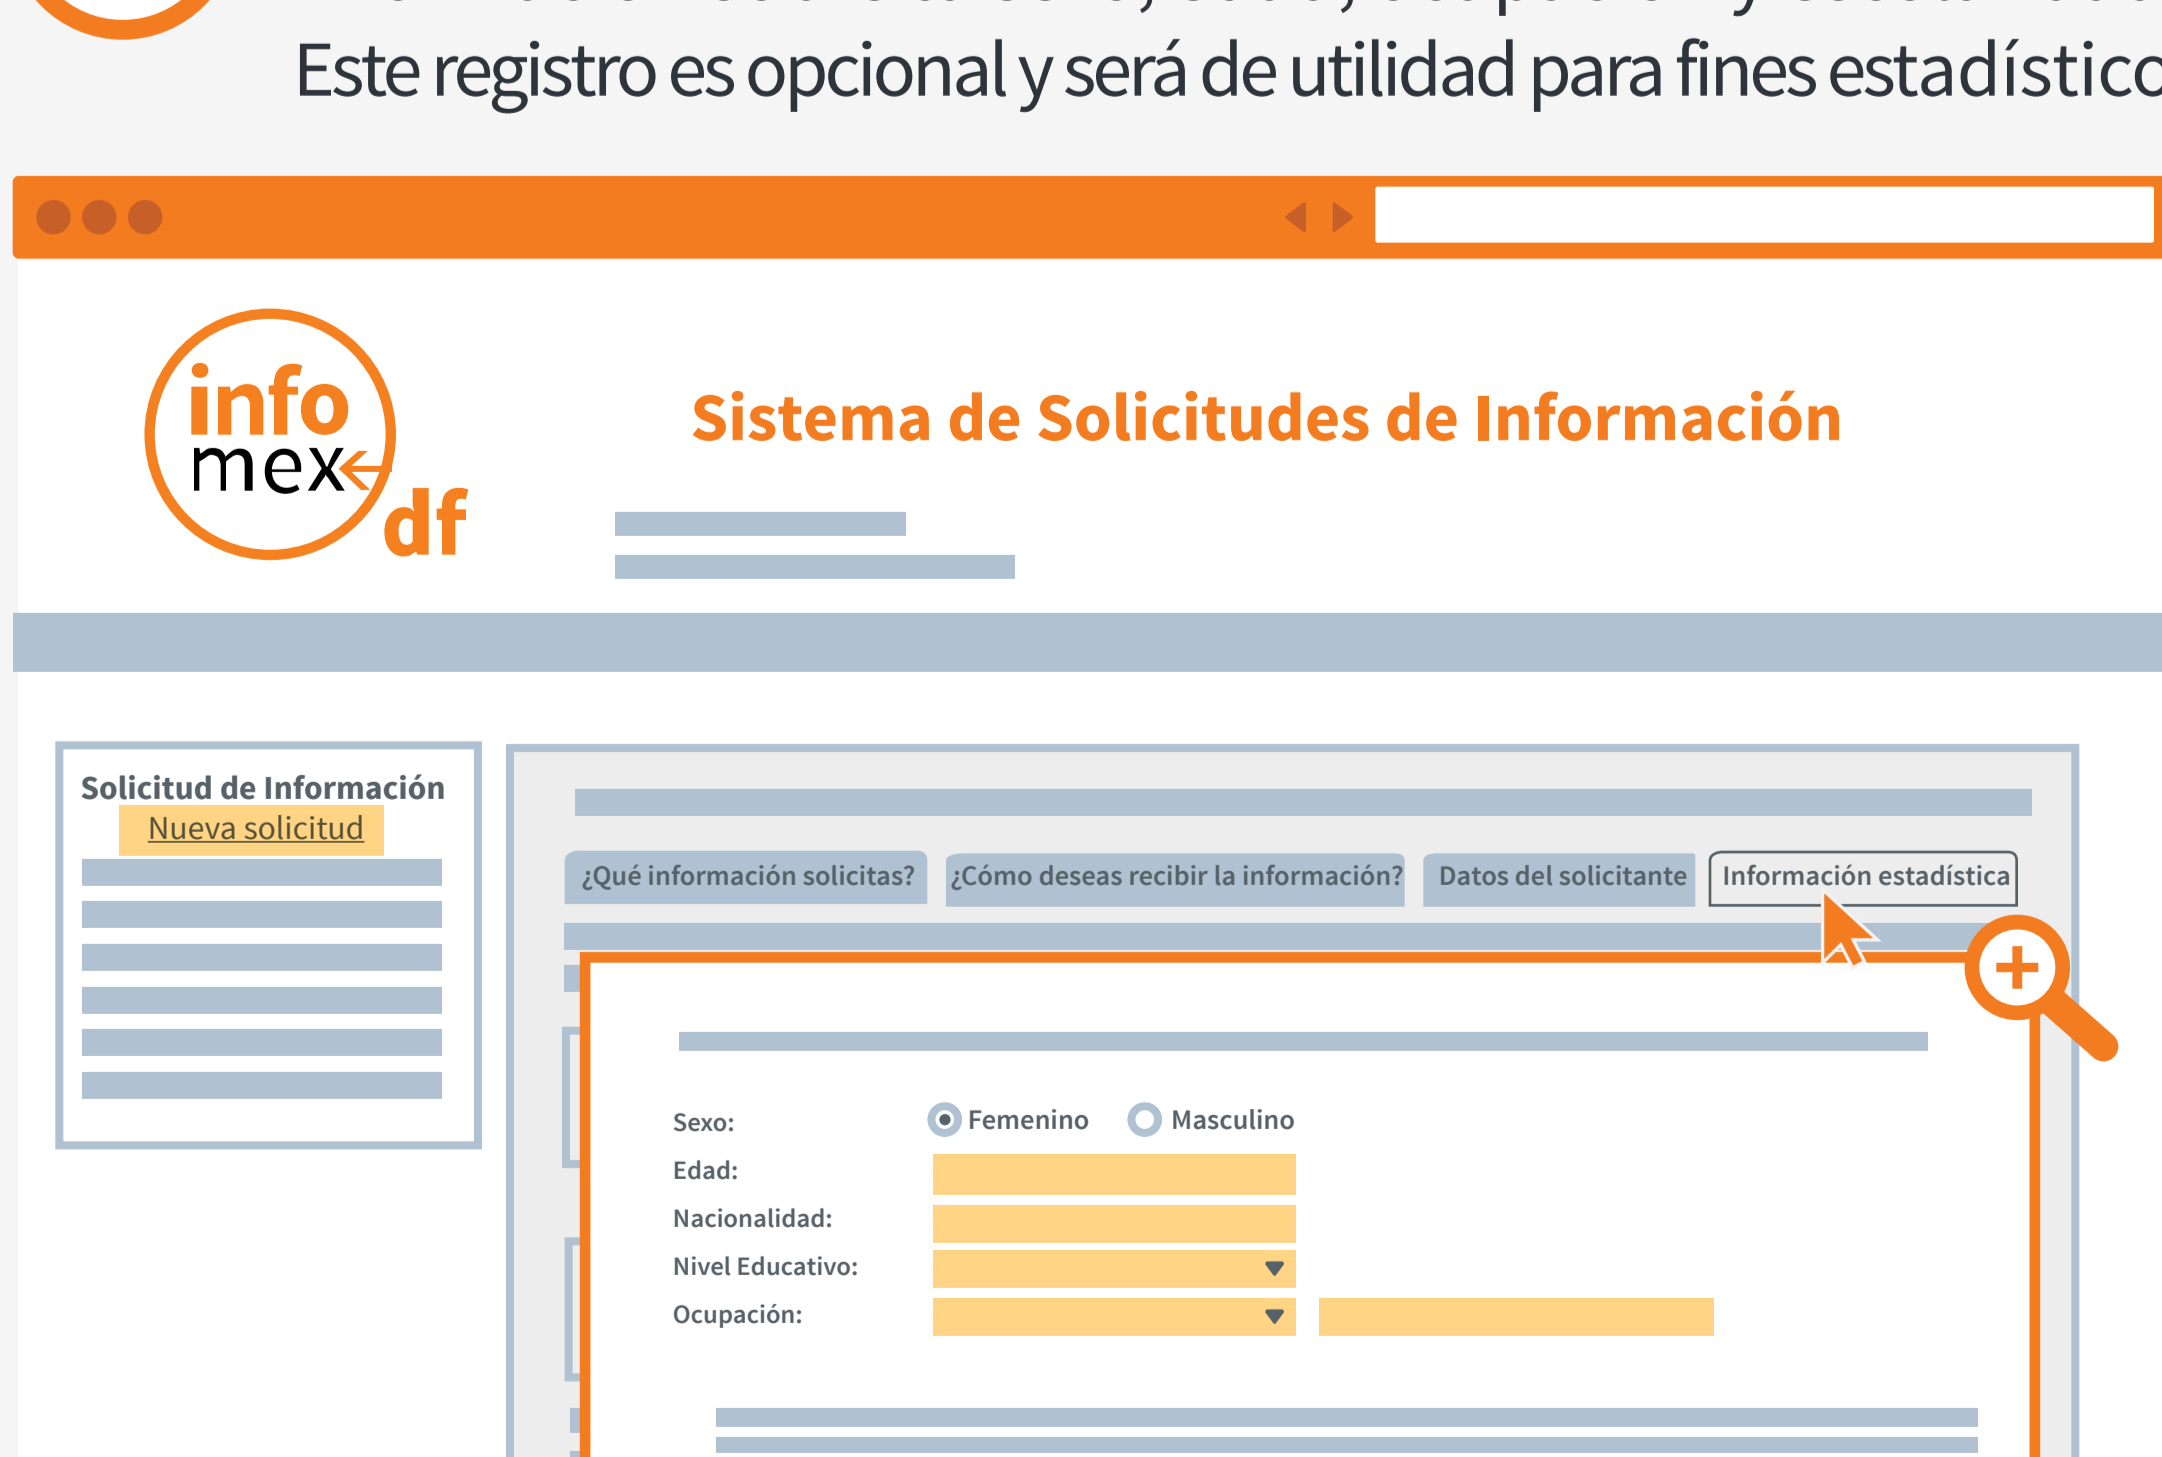 Este registro es opcional y será de utilidad para fines
info
mex
df
Sistema de Solicitudes de Información
Solicitud de Información
Nueva solicitud
¿Qué información solicitas? ¿Cómo deseas recibir la información? Datos del solicitante Información estadística
Sexo: Femenino Masculino
Edad:
Nacionalidad:
Nivel Educativo:
Ocupación: